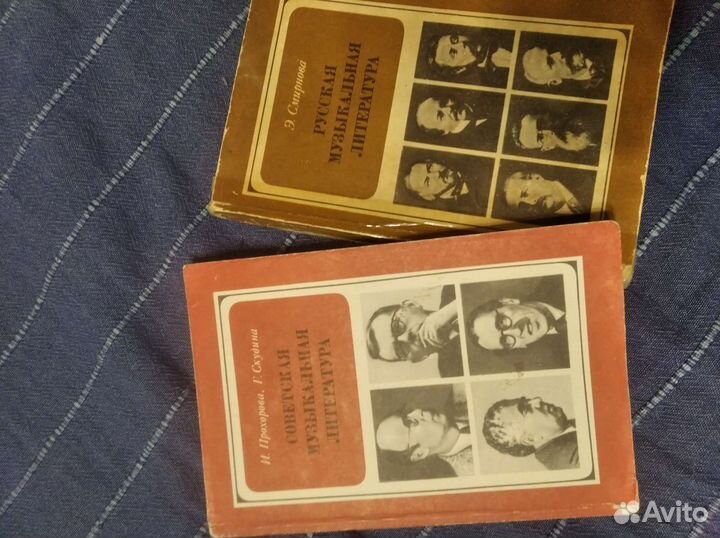 Э. Смирнова
РУССКАЯ
МУЗЫКАЛЬНАЯ
ЛИТЕРАТУРА
И. Прохорова, Г. Скудина
СОВЕТСКАЯ
МУЗЫКАЛЬНАЯ
ЛИТЕРАТУРА
Avito